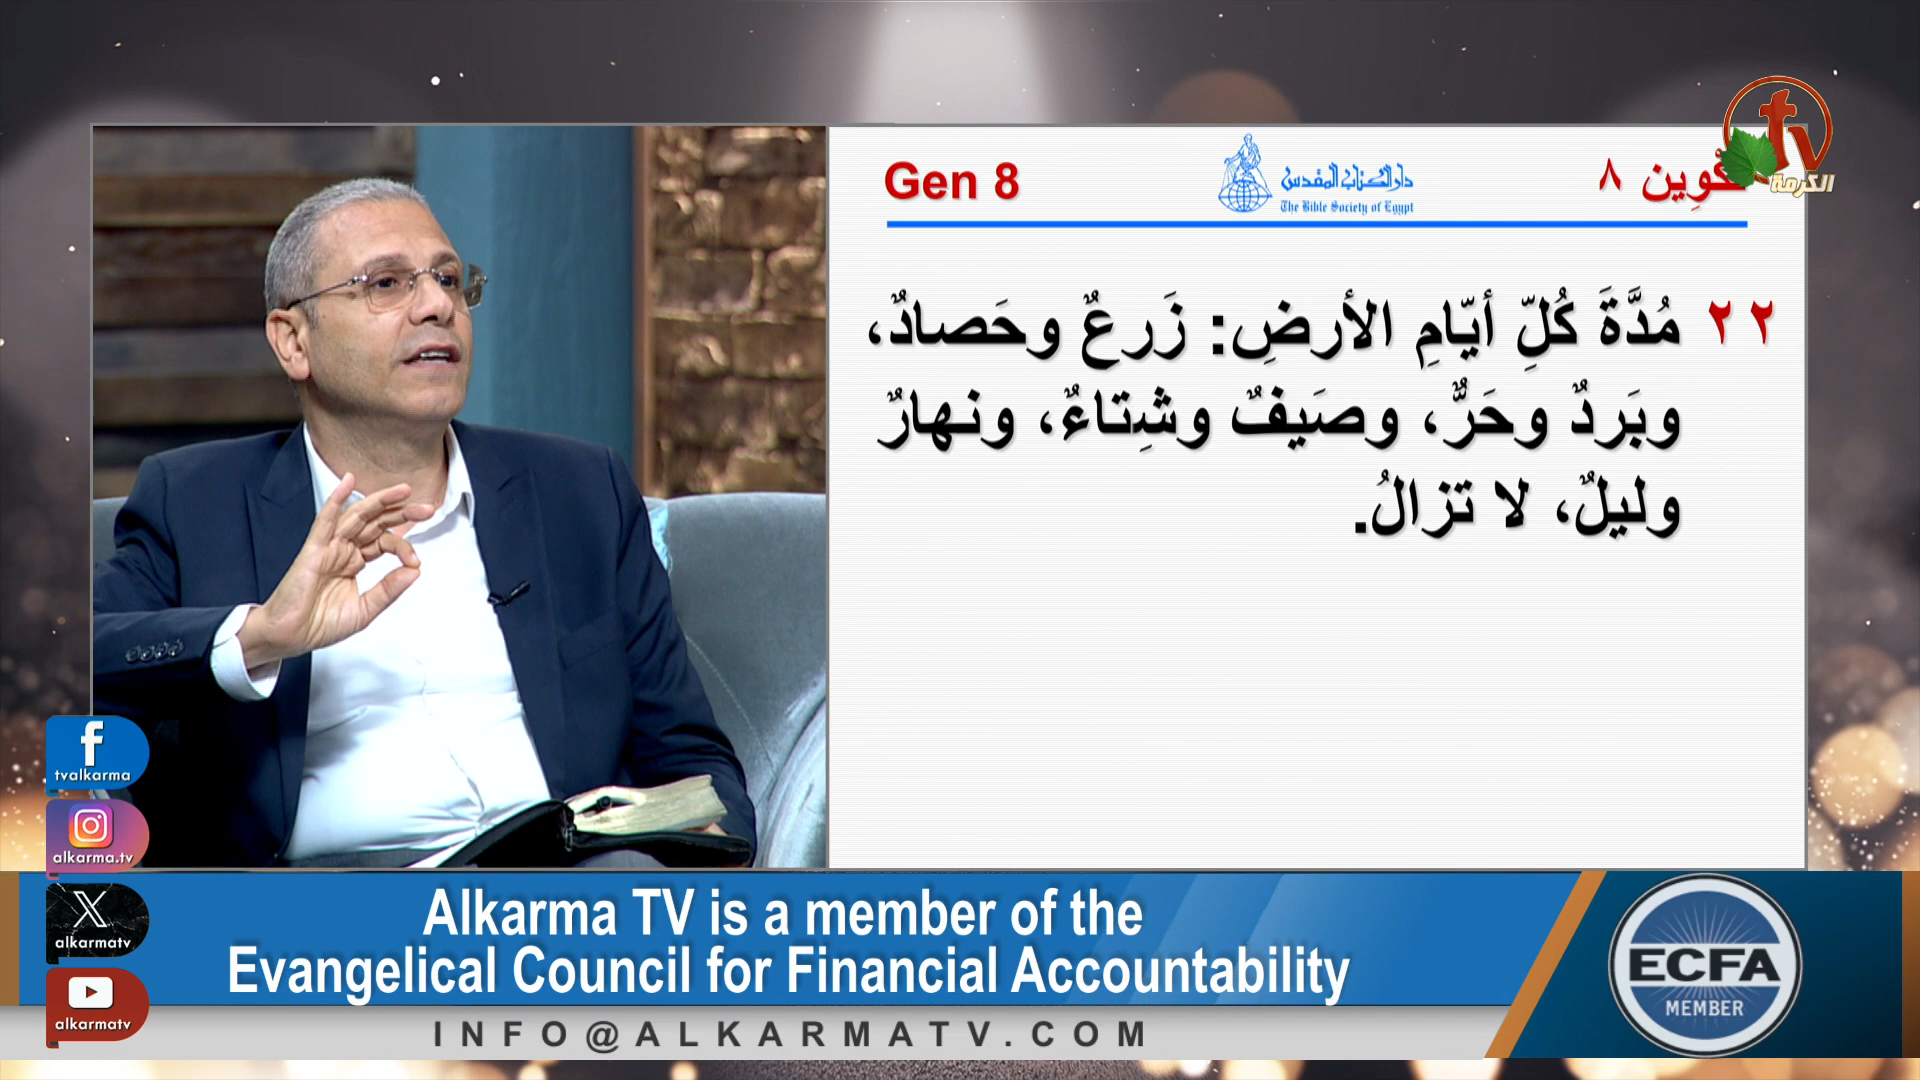 tv
الكرمة
Gen 8
دار الكتاب المقدس
The Bible Society of Egypt
تكْوِين ٨
٢٢ مُدَّةَ كُلِّ أيّامِ الأرضِ: زَرعٌ وحَصادٌ،
وبَردٌ وحَرٌّ، وصَيفٌ وشِتاءٌ، ونهارٌ
وليلٌ، لا تزالُ.
tvalkarma
alkarma.tv
alkarmatv
alkarmatv
Alkarma TV is a member of the
Evangelical Council for Financial Accountability
INFO@ALKARMATV.COM
ECFA
MEMBER